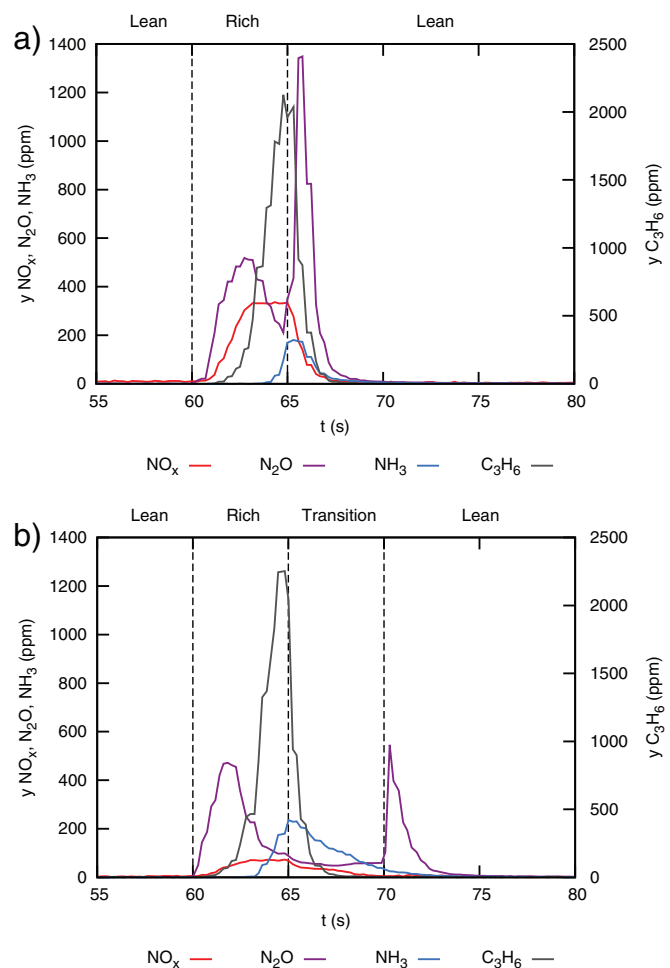 Lean Rich Lean
a)
1400 2500
1200
1000 2000
800 1500
600 1000
400
200 500
0 0
y NOx, N2O, NH3 (ppm)
y C3H6 (ppm)
55 60 65 70 75 80
t (s)
NOx N2O NH3 C3H6
Lean Rich Transition Lean
b)
1400 2500
1200
1000 2000
800 1500
600 1000
400
200 500
0 0
y NOx, N2O, NH3 (ppm)
y C3H6 (ppm)
55 60 65 70 75 80
t (s)
NOx N2O NH3 C3H6